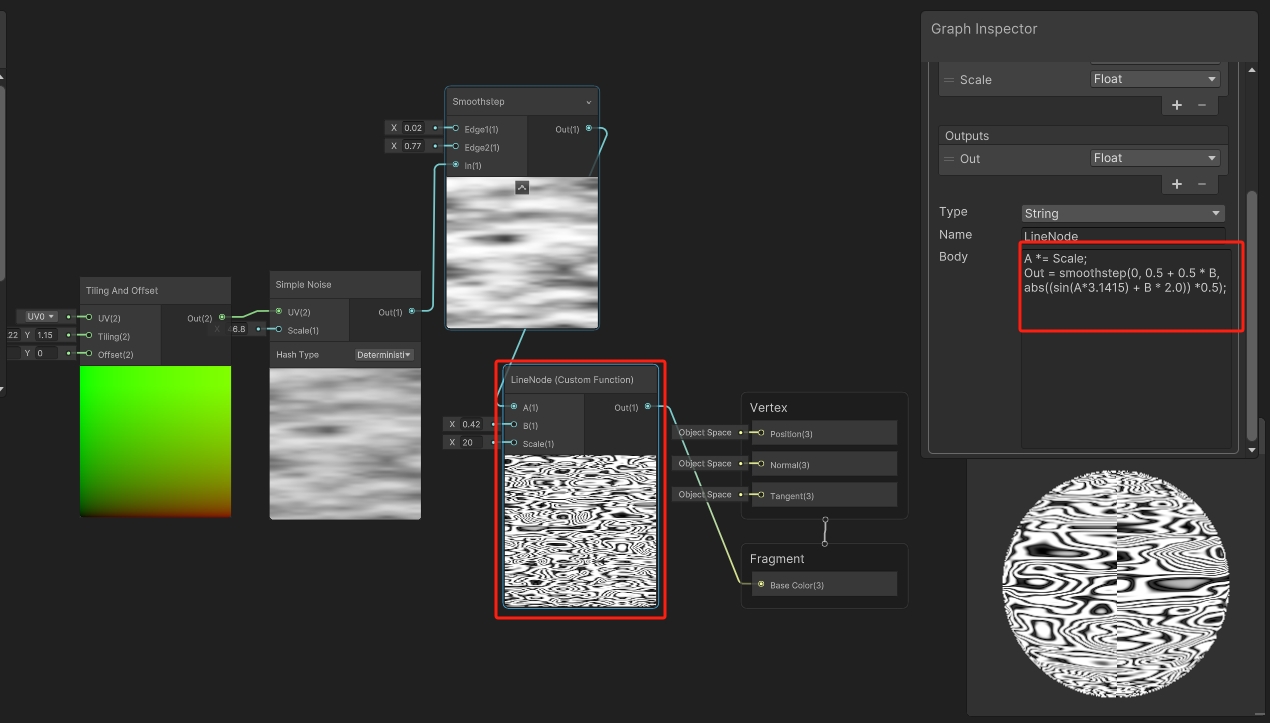 Graph Inspector
Scale Float
+ −
Outputs
Out Float
+ −
Type String
Name LineNode
Body A *= Scale;
Out = smoothstep(0, 0.5 + 0.5 * B,
abs((sin(A*3.1415) + B * 2.0)) *0.5);
Smoothstep
X 0.02 Edge1(1) Out(1)
X 0.77 Edge2(1)
In(1)
Tiling And Offset
UV0 UV(2) Out(2)
22 Y 1.15 Tiling(2)
Y 0 Offset(2)
Simple Noise
UV(2) Out(1)
X 46.8 Scale(1)
Hash Type Deterministi
LineNode (Custom Function)
A(1) Out(1)
X 0.42 B(1)
X 20 Scale(1)
Vertex
Object Space Position(3)
Object Space Normal(3)
Object Space Tangent(3)
Fragment
Base Color(3)